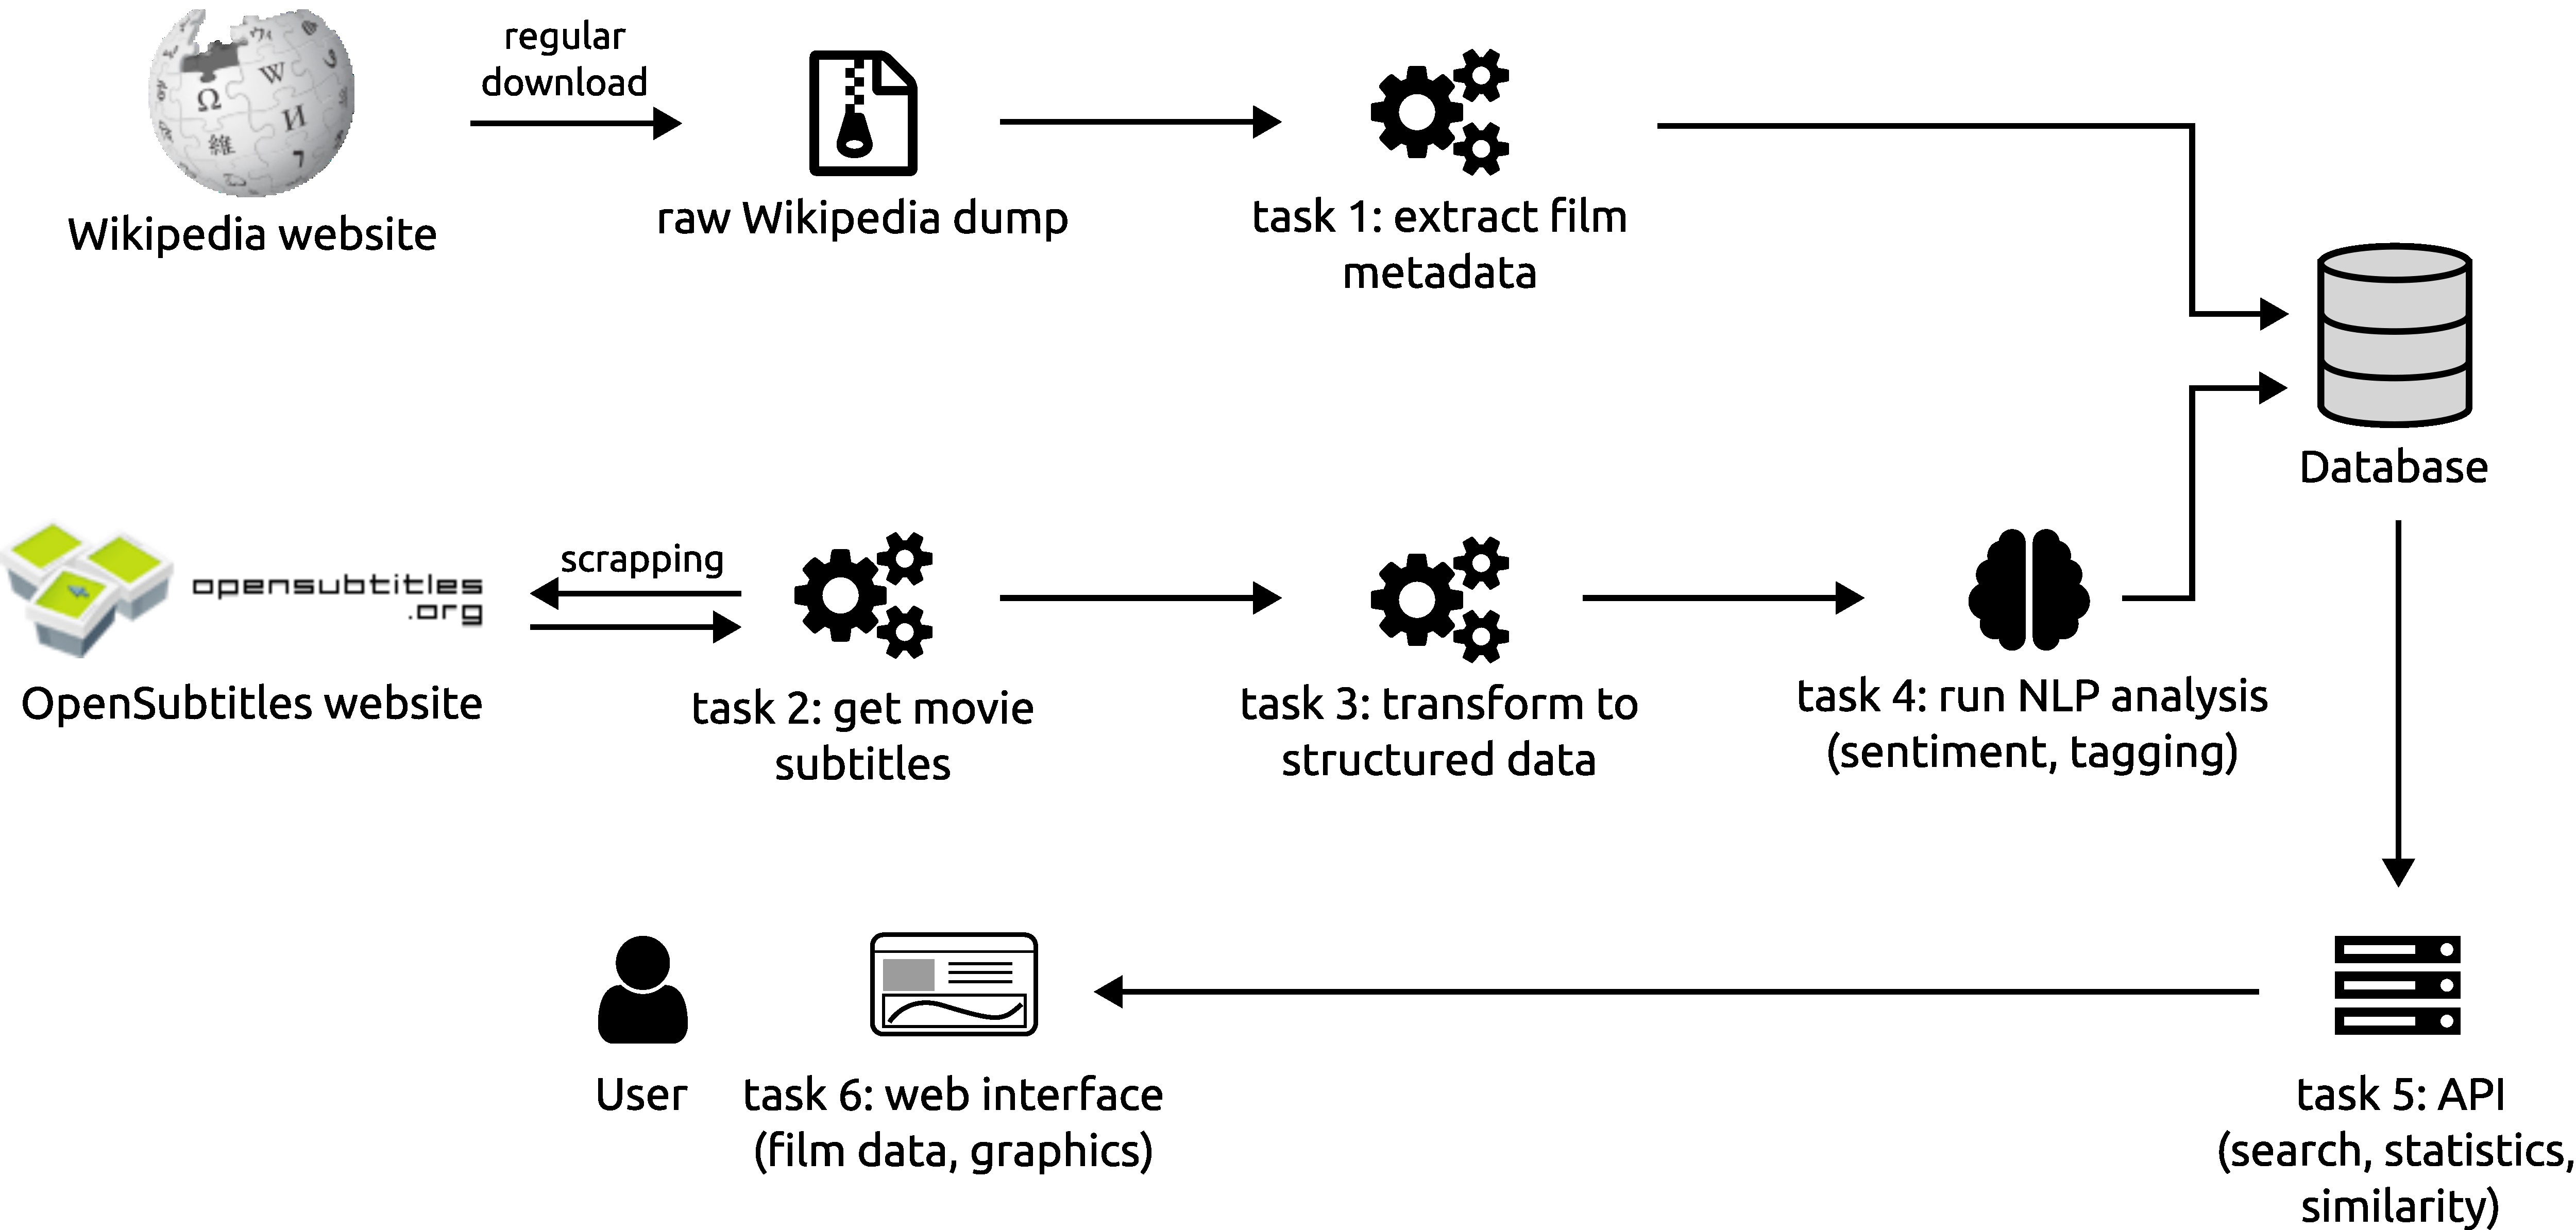 regular
download
Ω
W
И
維
7
Wikipedia website
raw Wikipedia dump
task 1: extract film
metadata
Database
opensubtitles
.org
scrapping
OpenSubtitles website
task 2: get movie
subtitles
task 3: transform to
structured data
task 4: run NLP analysis
(sentiment, tagging)
User
task 6: web interface
(film data, graphics)
task 5: API
(search, statistics,
similarity)